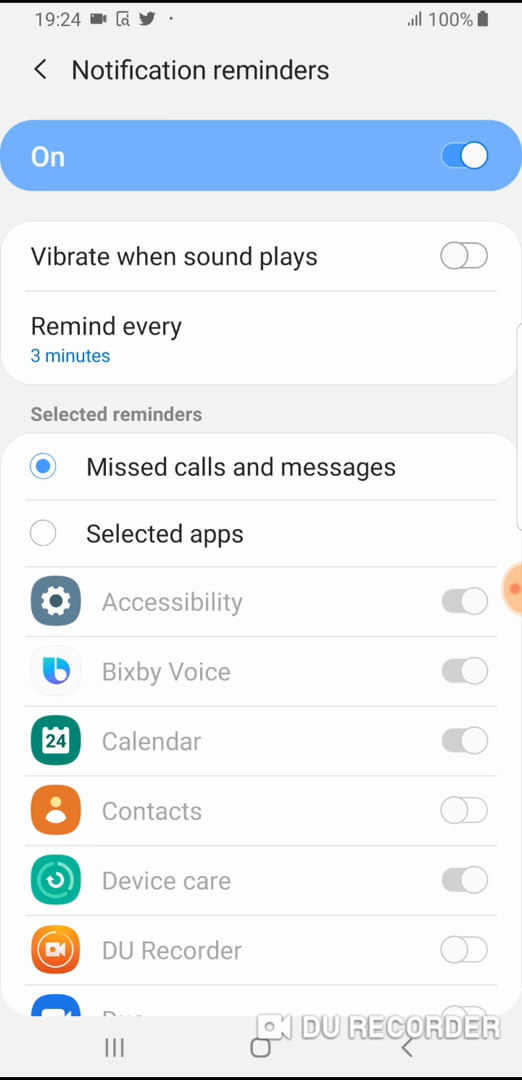 19:24
100%
Notification reminders
On
Vibrate when sound plays
Remind every
3 minutes
Selected reminders
Missed calls and messages
Selected apps
Accessibility
Bixby Voice
24
Calendar
Contacts
Device care
DU Recorder
DU RECORDER